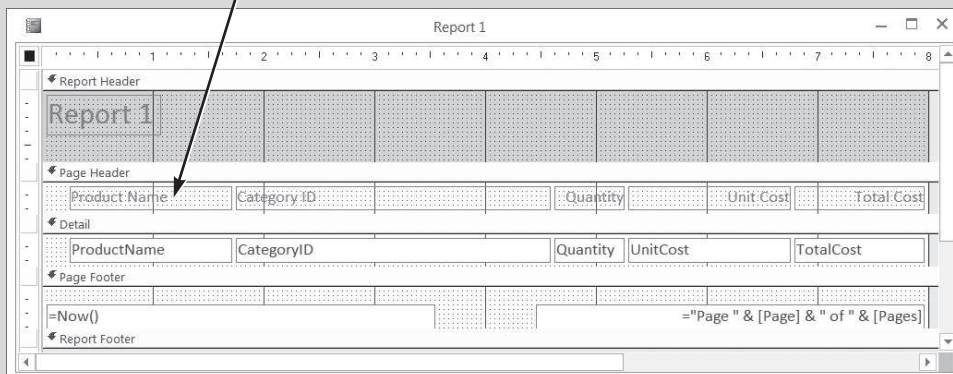 Report 1
1 2 3 4 5 6 7 8
Report Header
Report 1
Page Header
Product Name Category ID Quantity Unit Cost Total Cost
Detail
ProductName CategoryID Quantity UnitCost TotalCost
Page Footer
=Now() ="Page " & [Page] & " of " & [Pages]
Report Footer